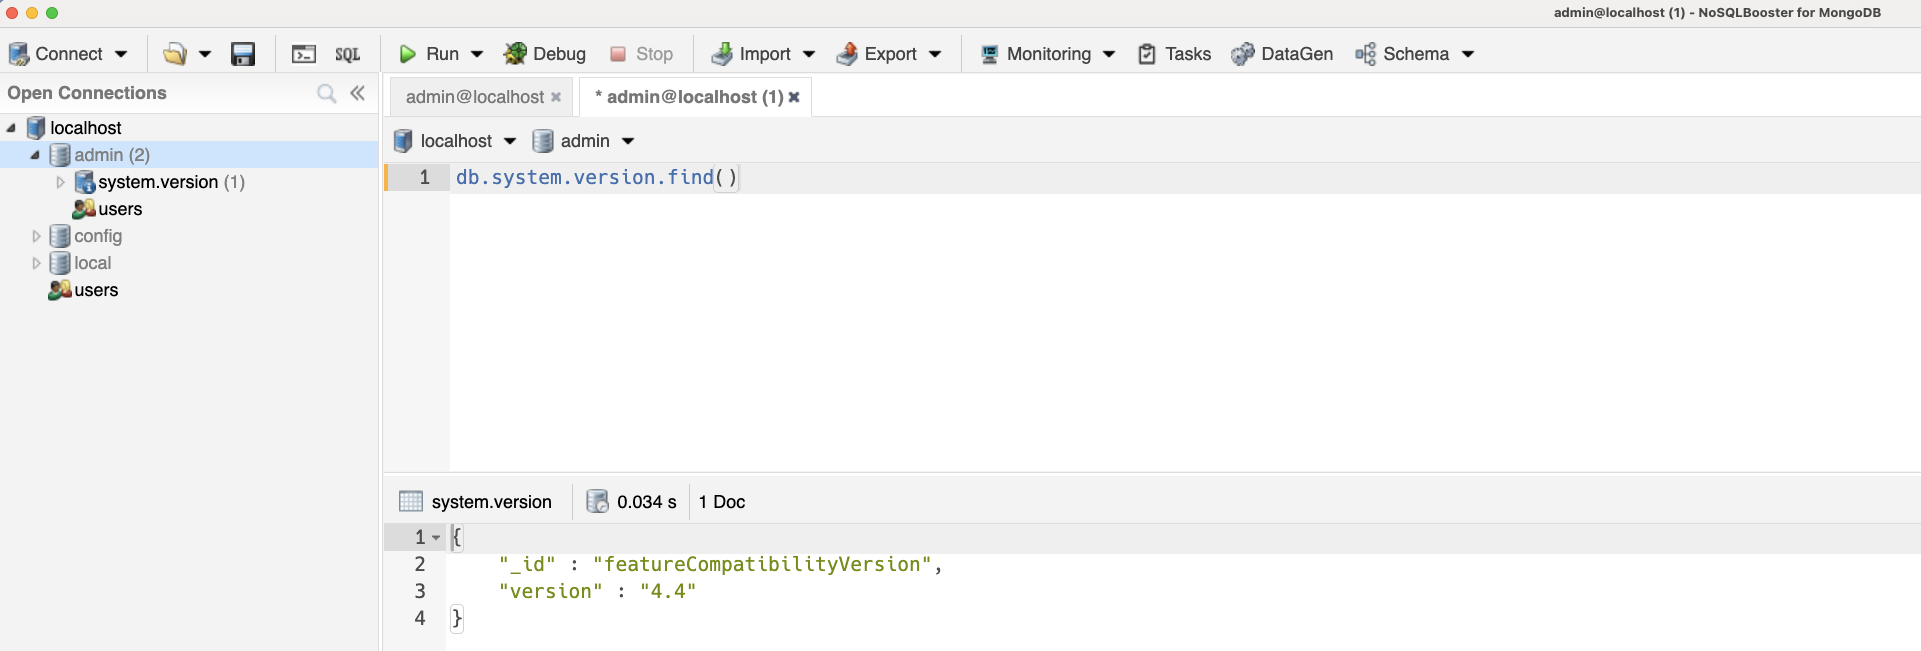 admin@localhost (1) - NoSQLBooster for MongoDB
Connect SQL Run Debug Stop Import Export Monitoring Tasks DataGen Schema
Open Connections
localhost
admin (2)
system.version (1)
users
config
local
users
admin@localhost * admin@localhost (1)
localhost admin
1 db.system.version.find()
system.version 0.034 s 1 Doc
1 {
2 "_id" : "featureCompatibilityVersion",
3 "version" : "4.4"
4 }